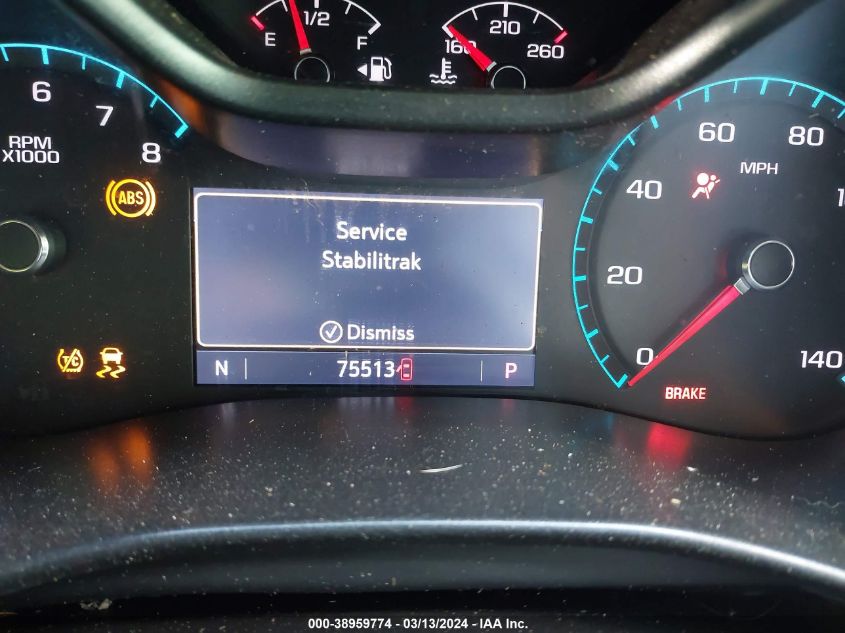 E 1/2 F
160 210 260
6 7 8
RPM
X1000
ABS
Service
Stabilitrak
Dismiss
N 75513 P
T/C
0 20 40 60 80
140
MPH
BRAKE
000-38959774 - 03/13/2024 - IAA Inc.